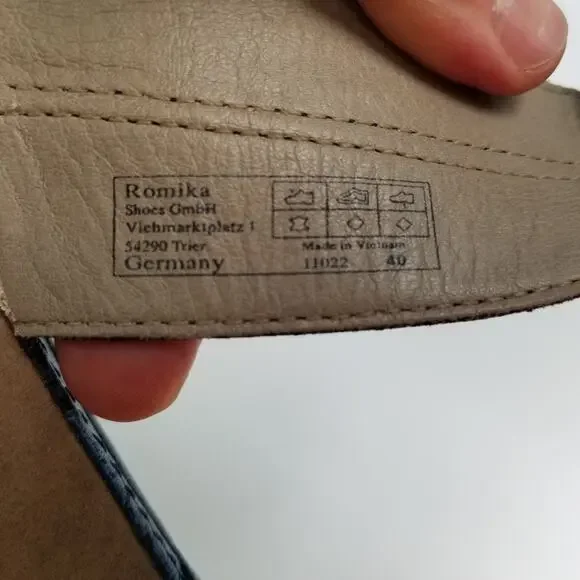 Romika
Shoes GmbH
Viehmarktplatz 1
54290 Trier
Germany
Made in Vietnam
11022 40